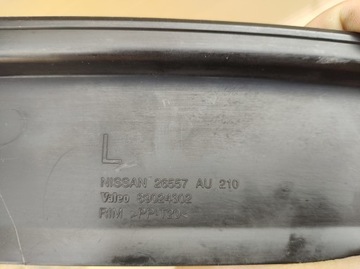 L
NISSAN 26557 AU 210
Valeo 89024302
RIM